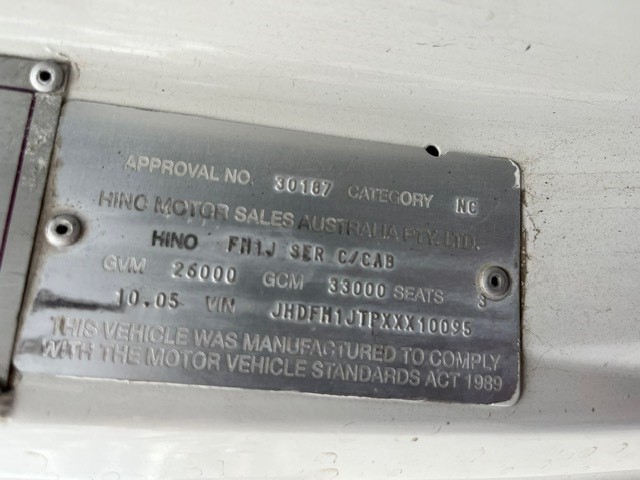 APPROVAL NO. 30187 CATEGORY NC
HINO MOTOR SALES AUSTRALIA PTY. LTD.
HINO FM1J SER C/CAB
GVM 26000 GCM 33000 SEATS 3
10.05 VIN JHDFM1JTPXXX10095
THIS VEHICLE WAS MANUFACTURED TO COMPLY
WITH THE MOTOR VEHICLE STANDARDS ACT 1989